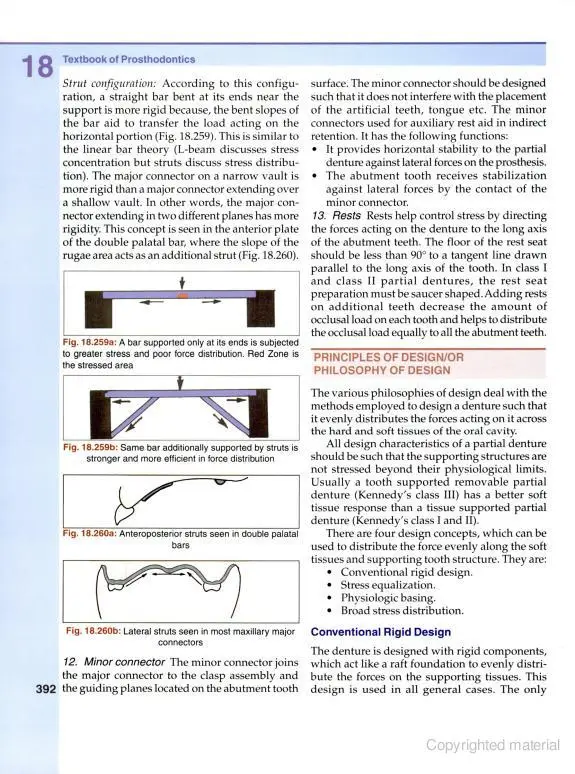 18
Textbook of Prosthodontics
Strut configuration: According to this configu-
ration, a straight bar bent at its ends near the
support is more rigid because, the bent slopes of
the bar aid to transfer the load acting on the
horizontal portion (Fig. 18.259). This is similar to
the linear bar theory (L-beam discusses stress
concentration but struts discuss stress distribu-
tion). The major connector on a narrow vault is
more rigid than a major connector extending over
a shallow vault. In other words, the major con-
nector extending in two different planes has more
rigidity. This concept is seen in the anterior plate
of the double palatal bar, where the slope of the
rugae area acts as an additional strut (Fig. 18.260).
Fig. 18.259a: A bar supported only at its ends is subjected
to greater stress and poor force distribution. Red Zone is
the stressed area
Fig. 18.259b: Same bar additionally supported by struts is
stronger and more efficient in force distribution
Fig. 18.260a: Anteroposterior struts seen in double palatal
bars
Fig. 18.260b: Lateral struts seen in most maxillary major
connectors
12. Minor connector The minor connector joins
the major connector to the clasp assembly and
the guiding planes located on the abutment tooth
392
surface. The minor connector should be designed
such that it does not interfere with the placement
of the artificial teeth, tongue etc. The minor
connectors used for auxiliary rest aid in indirect
retention. It has the following functions:
• It provides horizontal stability to the partial
denture against lateral forces on the prosthesis.
• The abutment tooth receives stabilization
against lateral forces by the contact of the
minor connector.
13. Rests Rests help control stress by directing
the forces acting on the denture to the long axis
of the abutment teeth. The floor of the rest seat
should be less than 90° to a tangent line drawn
parallel to the long axis of the tooth. In class I
and class II partial dentures, the rest seat
preparation must be saucer shaped. Adding rests
on additional teeth decrease the amount of
occlusal load on each tooth and helps to distribute
the occlusal load equally to all the abutment teeth.
PRINCIPLES OF DESIGN/OR
PHILOSOPHY OF DESIGN
The various philosophies of design deal with the
methods employed to design a denture such that
it evenly distributes the forces acting on it across
the hard and soft tissues of the oral cavity.
All design characteristics of a partial denture
should be such that the supporting structures are
not stressed beyond their physiological limits.
Usually a tooth supported removable partial
denture (Kennedy's class III) has a better soft
tissue response than a tissue supported partial
denture (Kennedy's class I and II).
There are four design concepts, which can be
used to distribute the force evenly along the soft
tissues and supporting tooth structure. They are:
• Conventional rigid design.
• Stress equalization.
• Physiologic basing.
• Broad stress distribution.
Conventional Rigid Design
The denture is designed with rigid components,
which act like a raft foundation to evenly distri-
bute the forces on the supporting tissues. This
design is used in all general cases. The only
Copyrighted material